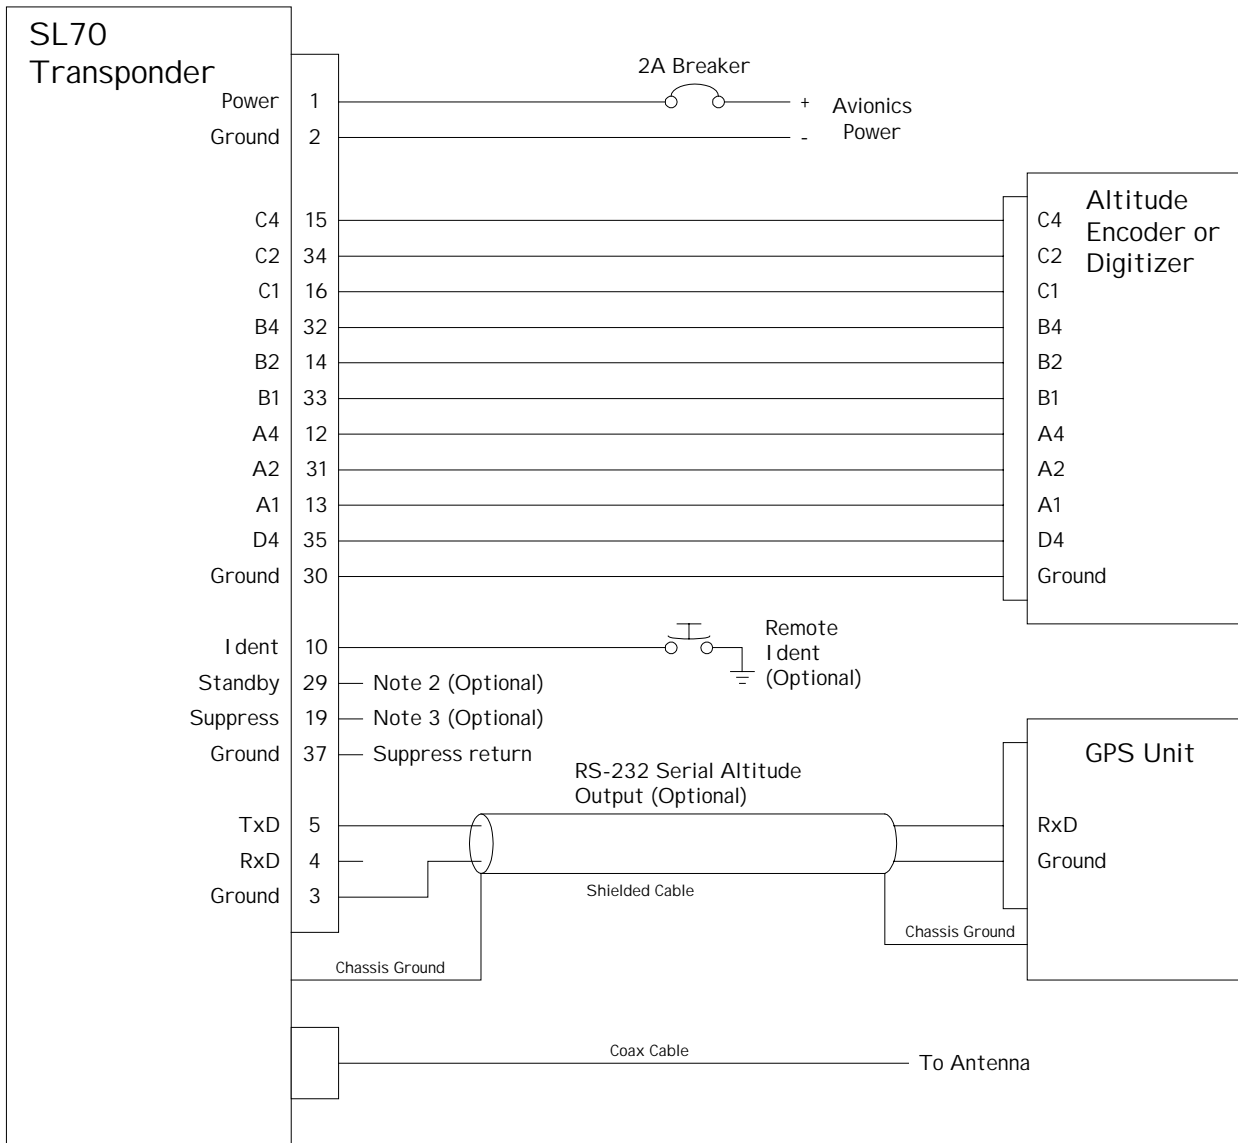 SL70
Transponder
2A Breaker
Power 1 + Avionics
Power
Ground 2 -
Altitude
Encoder or
Digitizer
C4 15 C4
C2 34 C2
C1 16 C1
B4 32 B4
B2 14 B2
B1 33 B1
A4 12 A4
A2 31 A2
A1 13 A1
D4 35 D4
Ground 30 Ground
Ident 10
Remote
Ident
(Optional)
Standby 29 Note 2 (Optional)
Suppress 19 Note 3 (Optional)
Ground 37 Suppress return
GPS Unit
RS-232 Serial Altitude
Output (Optional)
TxD 5 RxD
RxD 4 Ground
Ground 3
Shielded Cable
Chassis Ground
Chassis Ground
Coax Cable
To Antenna